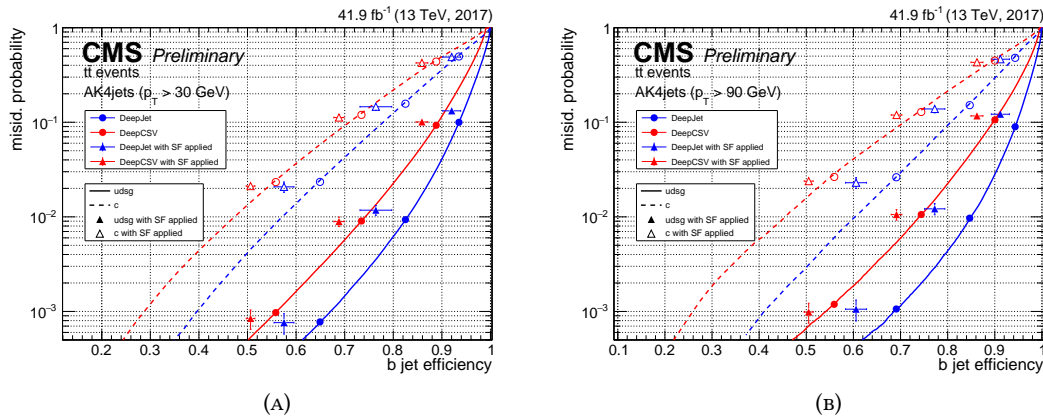 41.9 fb⁻¹ (13 TeV, 2017)
misid. probability
1
10⁻¹
10⁻²
10⁻³
CMS Preliminary
tt events
AK4jets (p_T > 30 GeV)
DeepJet
DeepCSV
DeepJet with SF applied
DeepCSV with SF applied
udsg
c
udsg with SF applied
c with SF applied
0.2 0.3 0.4 0.5 0.6 0.7 0.8 0.9 1
b jet efficiency
(A)
41.9 fb⁻¹ (13 TeV, 2017)
misid. probability
1
10⁻¹
10⁻²
10⁻³
CMS Preliminary
tt events
AK4jets (p_T > 90 GeV)
DeepJet
DeepCSV
DeepJet with SF applied
DeepCSV with SF applied
udsg
c
udsg with SF applied
c with SF applied
0.1 0.2 0.3 0.4 0.5 0.6 0.7 0.8 0.9 1
b jet efficiency
(B)